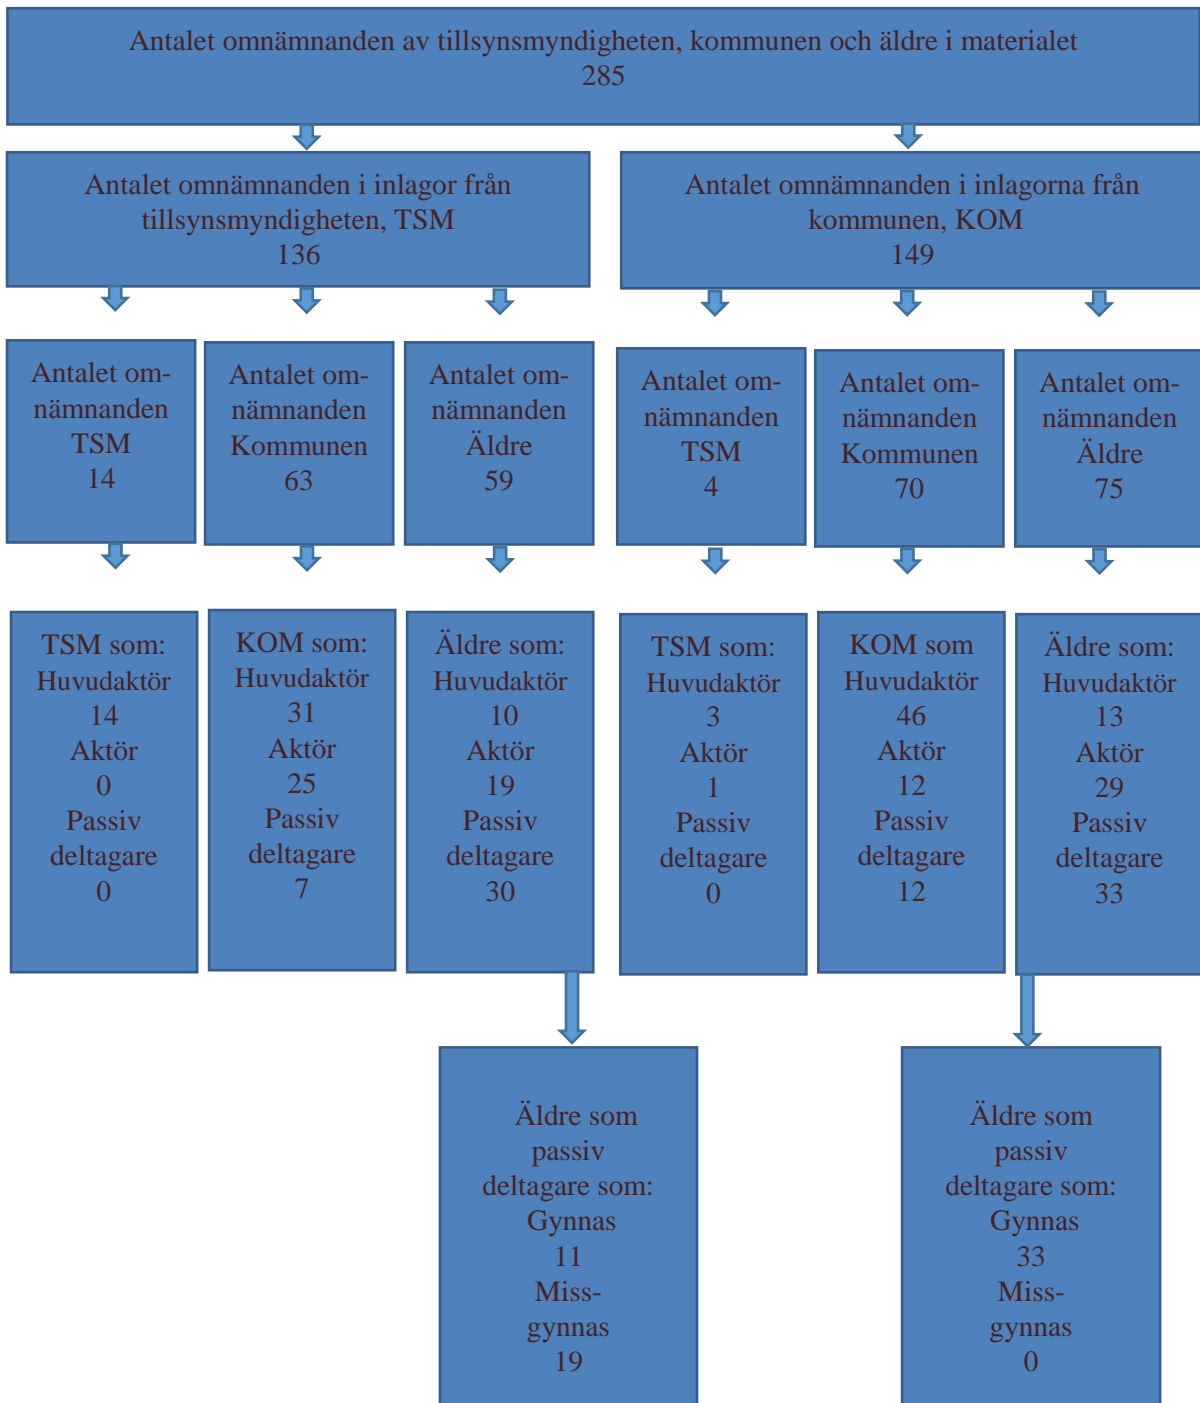 Antalet omnämnanden av tillsynsmyndigheten, kommunen och äldre i materialet
285
Antalet omnämnanden i inlagor från
tillsynsmyndigheten, TSM
136
Antalet omnämnanden i inlagorna från
kommunen, KOM
149
Antalet om-
nämnanden
TSM
14
Antalet om-
nämnanden
Kommunen
63
Antalet om-
nämnanden
Äldre
59
Antalet om-
nämnanden
TSM
4
Antalet om-
nämnanden
Kommunen
70
Antalet om-
nämnanden
Äldre
75
TSM som:
Huvudaktör
14
Aktör
0
Passiv
deltagare
0
KOM som:
Huvudaktör
31
Aktör
25
Passiv
deltagare
7
Äldre som:
Huvudaktör
10
Aktör
19
Passiv
deltagare
30
TSM som:
Huvudaktör
3
Aktör
1
Passiv
deltagare
0
KOM som
Huvudaktör
46
Aktör
12
Passiv
deltagare
12
Äldre som:
Huvudaktör
13
Aktör
29
Passiv
deltagare
33
Äldre som
passiv
deltagare som:
Gynnas
11
Miss-
gynnas
19
Äldre som
passiv
deltagare som:
Gynnas
33
Miss-
gynnas
0